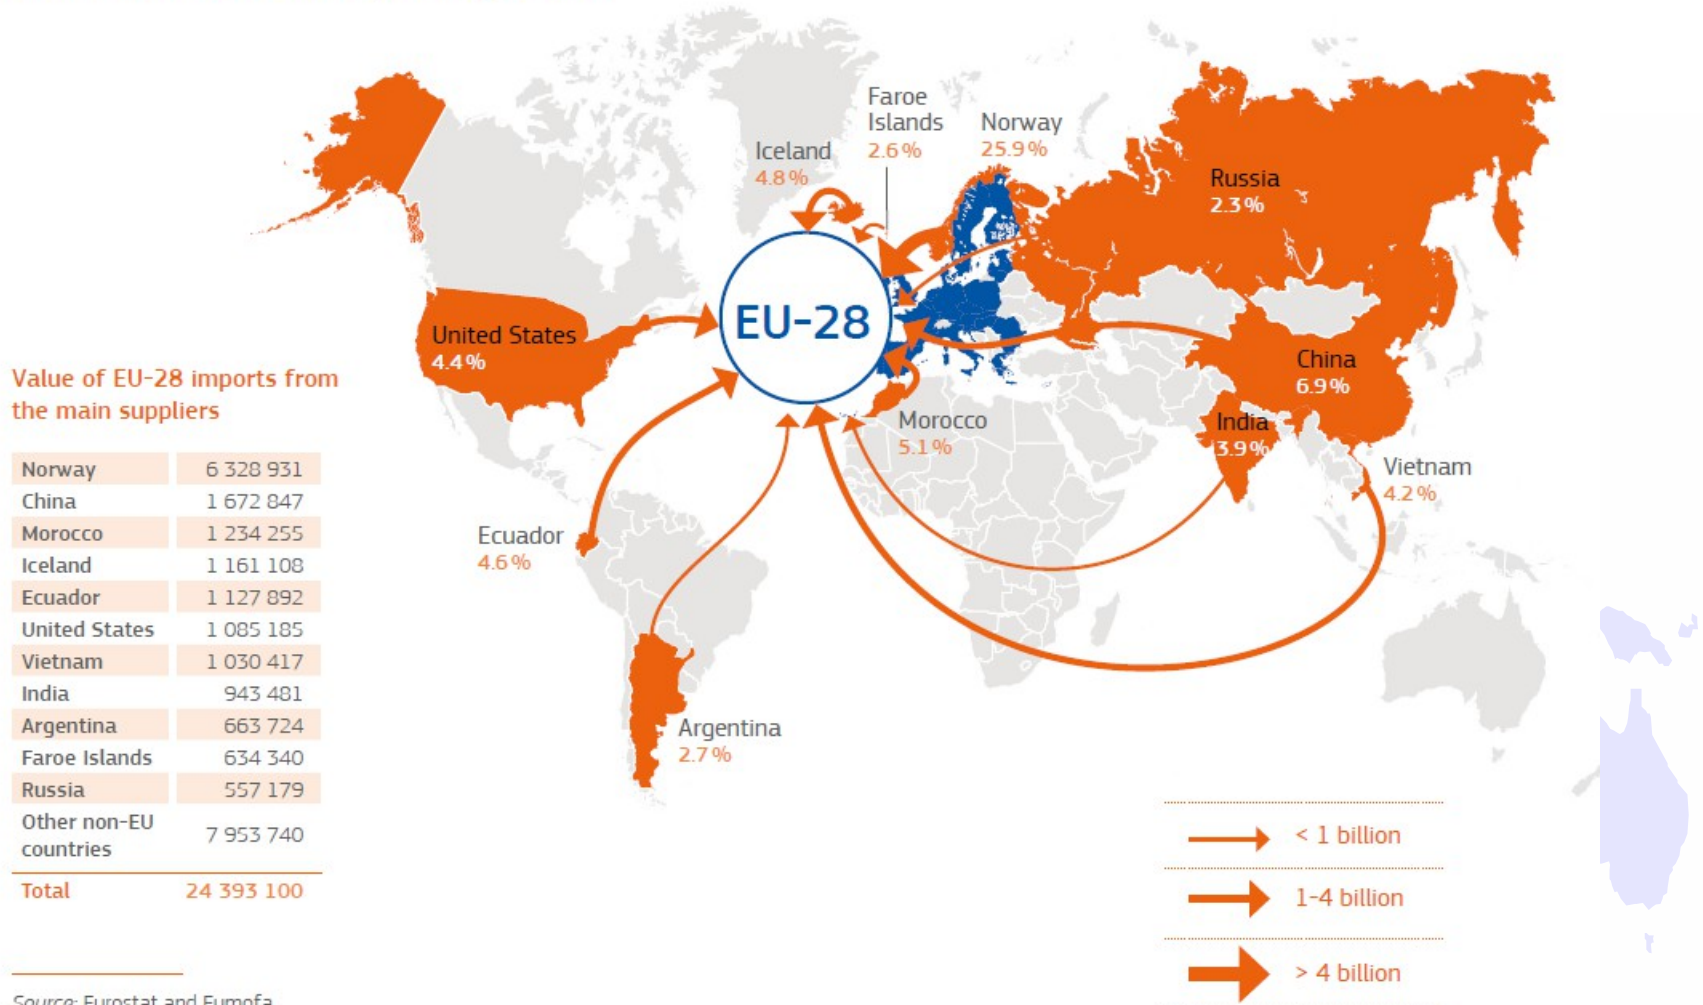 Faroe
Islands
2.6 %
Norway
25.9 %
Iceland
4.8 %
Russia
2.3 %
EU-28
United States
4.4 %
China
6.9 %
India
3.9 %
Morocco
5.1 %
Vietnam
4.2 %
Ecuador
4.6 %
Argentina
2.7 %
Value of EU-28 imports from
the main suppliers
Norway 6 328 931
China 1 672 847
Morocco 1 234 255
Iceland 1 161 108
Ecuador 1 127 892
United States 1 085 185
Vietnam 1 030 417
India 943 481
Argentina 663 724
Faroe Islands 634 340
Russia 557 179
Other non-EU
countries 7 953 740
Total 24 393 100
< 1 billion
1-4 billion
> 4 billion
Source: Eurostat and Eumofa